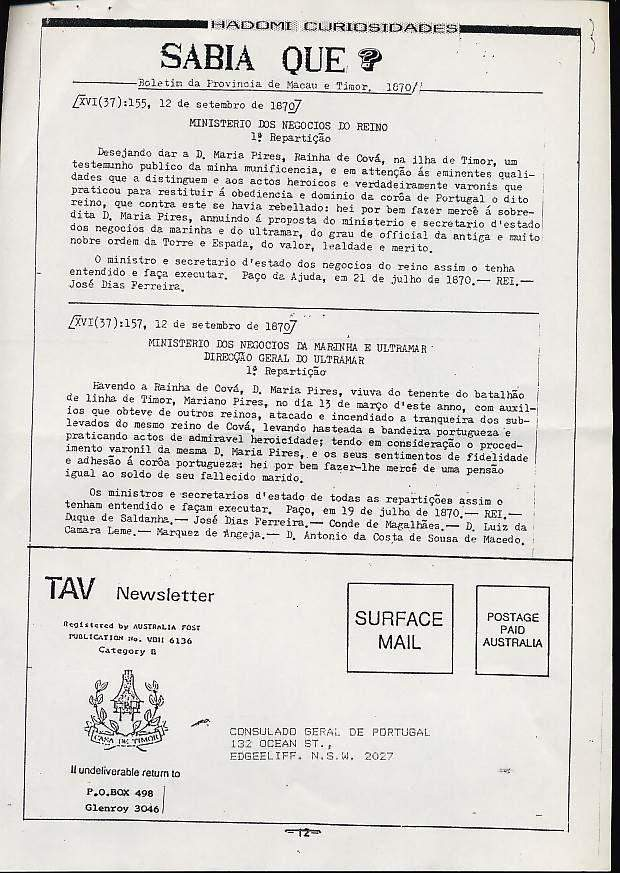 HADOMI CURIOSIDADES
SABIA QUE ?
Boletim da Provincia de Macau e Timor, 1870/
[XVI(37):155, 12 de setembro de 1870]
MINISTERIO DOS NEGOCIOS DO REINO
1ª Repartição
Desejando dar a D. Maria Pires, Rainha de Cová, na ilha de Timor, um
testemunho publico da minha munificencia, e em attenção ás eminentes quali-
dades que a distinguem e aos actos heroicos e verdadeiramente varonis que
praticou para restituir á obediencia e dominio da corôa de Portugal o dito
reino, que contra este se havia rebellado: hei por bem fazer mercê á sobre-
dita D. Maria Pires, annuindo á proposta do ministerio e secretario d'estado
dos negocios da marinha e do ultramar, do grau de official da antiga e muito
nobre ordem da Torre e Espada, do valor, lealdade e merito.
O ministro e secretario d'estado dos negocios do reino assim o tenha
entendido e faça executar. Paço da Ajuda, em 21 de julho de 1870.— REI.—
José Dias Ferreira.
[XVI(37):157, 12 de setembro de 1870]
MINISTERIO DOS NEGOCIOS DA MARINHA E ULTRAMAR
DIRECÇÃO GERAL DO ULTRAMAR
1ª Repartição
Havendo a Rainha de Cová, D. Maria Pires, viuva do tenente do batalhão
de linha de Timor, Mariano Pires, no dia 13 de março d'este anno, com auxil-
ios que obteve de outros reinos, atacado e incendiado a tranqueira dos sub-
levados do mesmo reino de Cová, levando hasteada a bandeira portugueza e
praticando actos de admiravel heroicidade; tendo em consideração o proced-
imento varonil da mesma D. Maria Pires, e os seus sentimentos de fidelidade
e adhesão á corôa portugueza: hei por bem fazer-lhe mercê de uma pensão
igual ao soldo de seu fallecido marido.
Os ministros e secretarios d'estado de todas as repartições assim o
tenham entendido e façam executar. Paço, em 19 de julho de 1870.— REI.—
Duque de Saldanha.— José Dias Ferreira.— Conde de Magalhães.— D. Luiz da
Camara Leme.— Marquez de Angeja.— D. Antonio da Costa de Sousa de Macedo.
TAV Newsletter
Registered by AUSTRALIA POST
PUBLICATION No. VBH 6136
Category B
SURFACE
MAIL
POSTAGE
PAID
AUSTRALIA
CASA DE TIMOR
CONSULADO GERAL DE PORTUGAL
132 OCEAN ST.,
EDGEELIFF. N.S.W. 2027
If undeliverable return to
P.O.BOX 498
Glenroy 3046
-12-